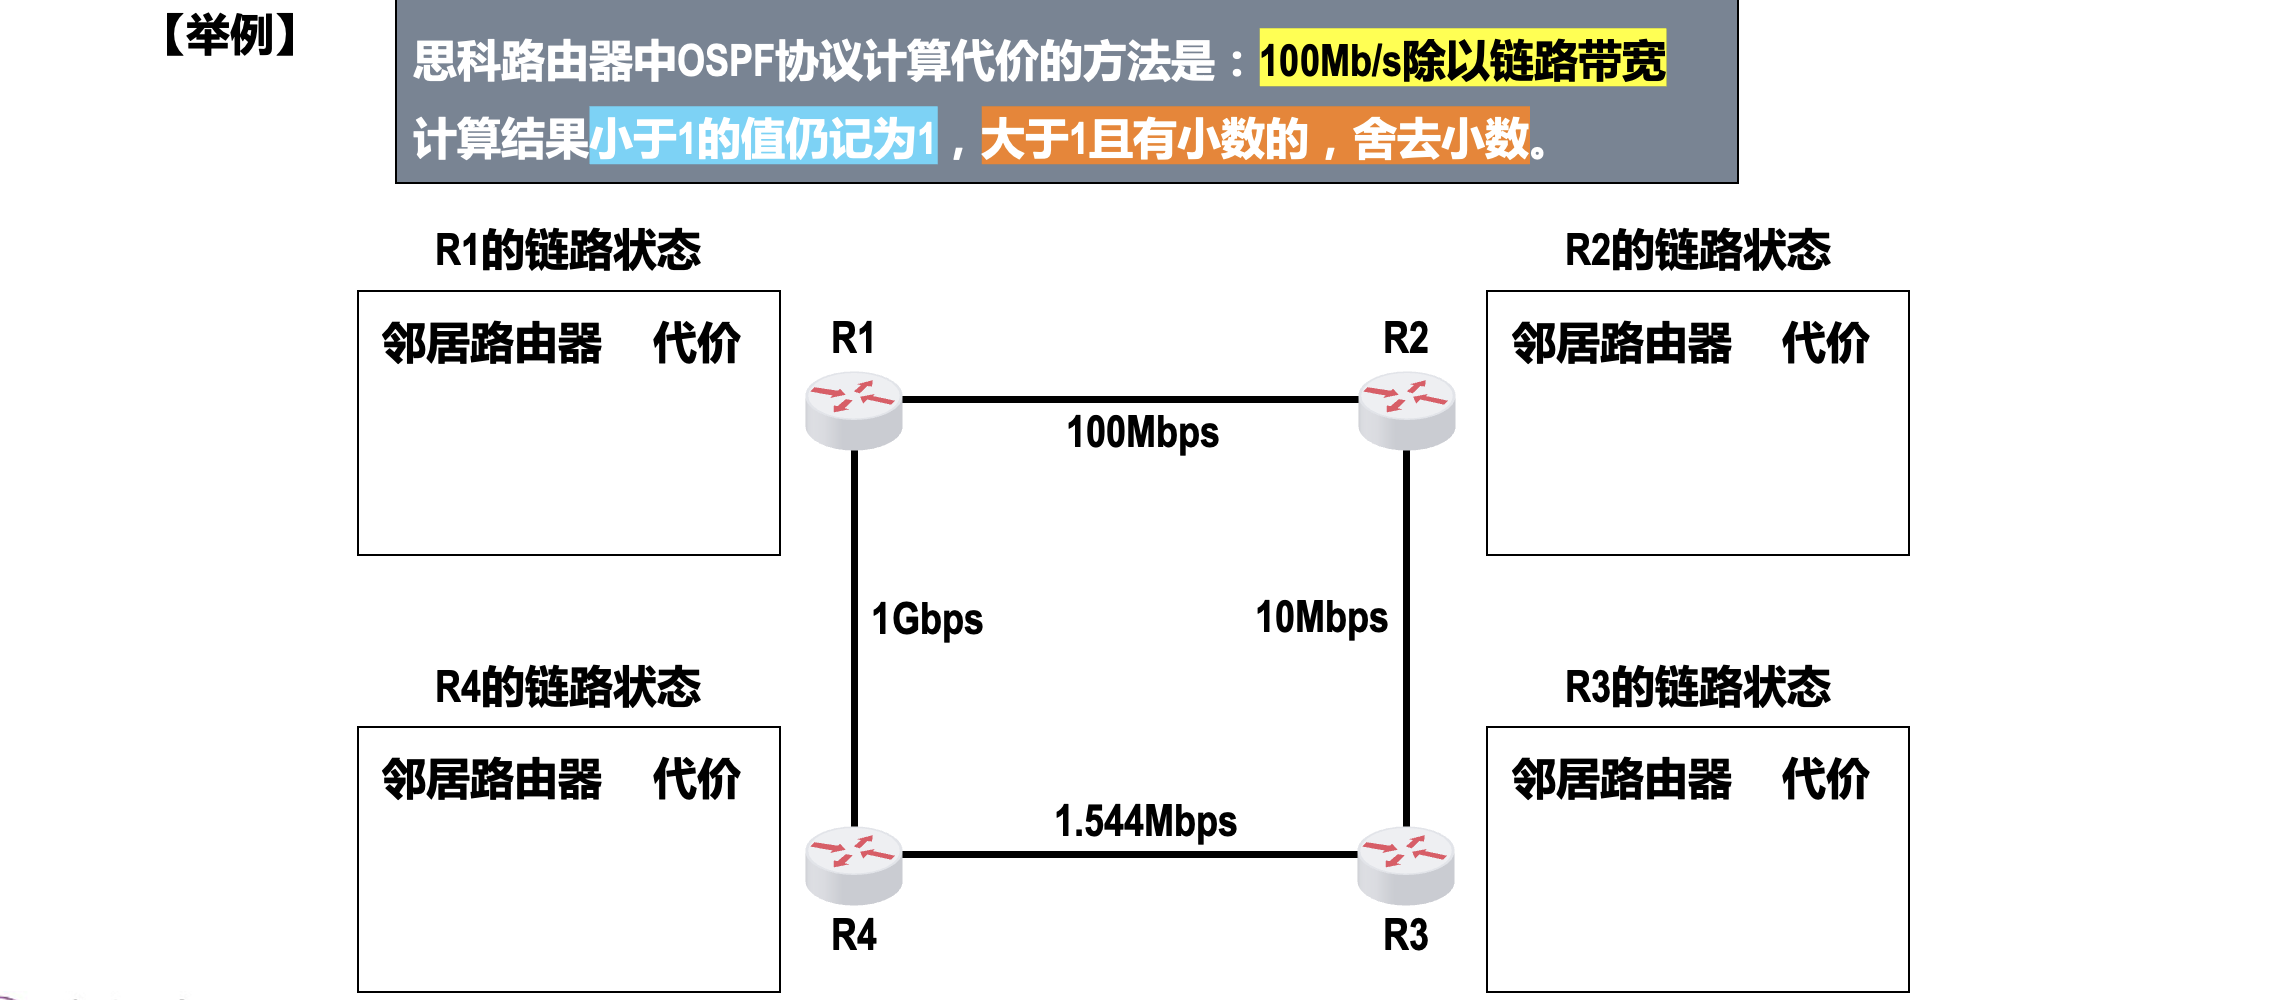 【举例】
思科路由器中OSPF协议计算代价的方法是：100Mb/s除以链路带宽
计算结果小于1的值仍记为1，大于1且有小数的，舍去小数。
R1的链路状态
邻居路由器 代价
R2的链路状态
邻居路由器 代价
R1
R2
100Mbps
1Gbps
10Mbps
R4的链路状态
邻居路由器 代价
R3的链路状态
邻居路由器 代价
1.544Mbps
R4
R3